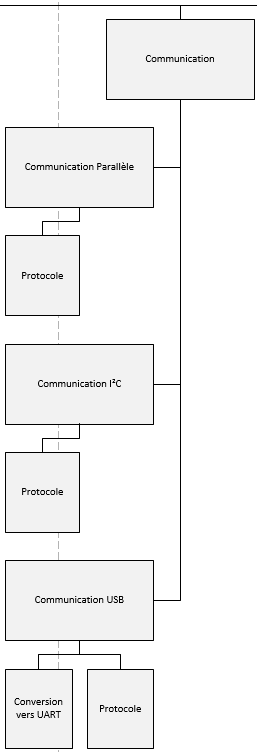 Communication
Communication Parallèle
Protocole
Communication I²C
Protocole
Communication USB
Conversion
vers UART
Protocole